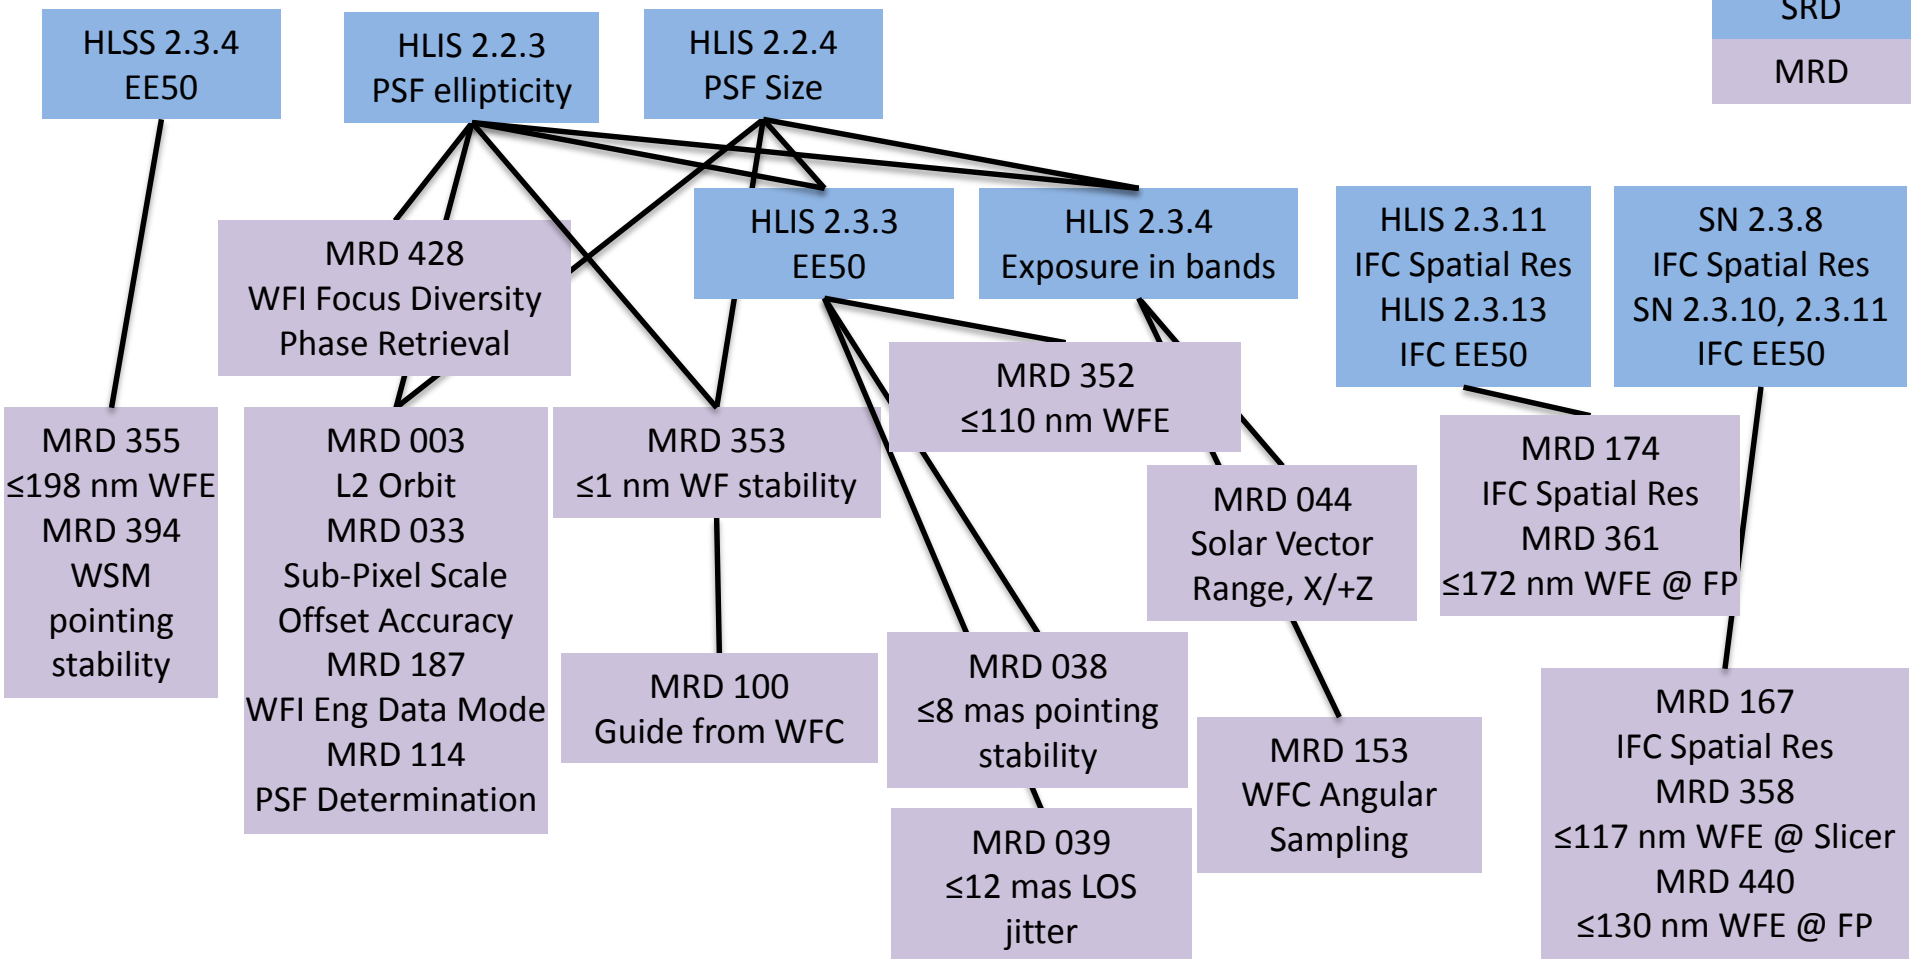 SRD
MRD
HLSS 2.3.4
EE50
HLIS 2.2.3
PSF ellipticity
HLIS 2.2.4
PSF Size
HLIS 2.3.3
EE50
HLIS 2.3.4
Exposure in bands
HLIS 2.3.11
IFC Spatial Res
HLIS 2.3.13
IFC EE50
SN 2.3.8
IFC Spatial Res
SN 2.3.10, 2.3.11
IFC EE50
MRD 428
WFI Focus Diversity
Phase Retrieval
MRD 355
≤198 nm WFE
MRD 394
WSM
pointing
stability
MRD 003
L2 Orbit
MRD 033
Sub-Pixel Scale
Offset Accuracy
MRD 187
WFI Eng Data Mode
MRD 114
PSF Determination
MRD 353
≤1 nm WF stability
MRD 100
Guide from WFC
MRD 352
≤110 nm WFE
MRD 038
≤8 mas pointing
stability
MRD 039
≤12 mas LOS
jitter
MRD 044
Solar Vector
Range, X/+Z
MRD 153
WFC Angular
Sampling
MRD 174
IFC Spatial Res
MRD 361
≤172 nm WFE @ FP
MRD 167
IFC Spatial Res
MRD 358
≤117 nm WFE @ Slicer
MRD 440
≤130 nm WFE @ FP